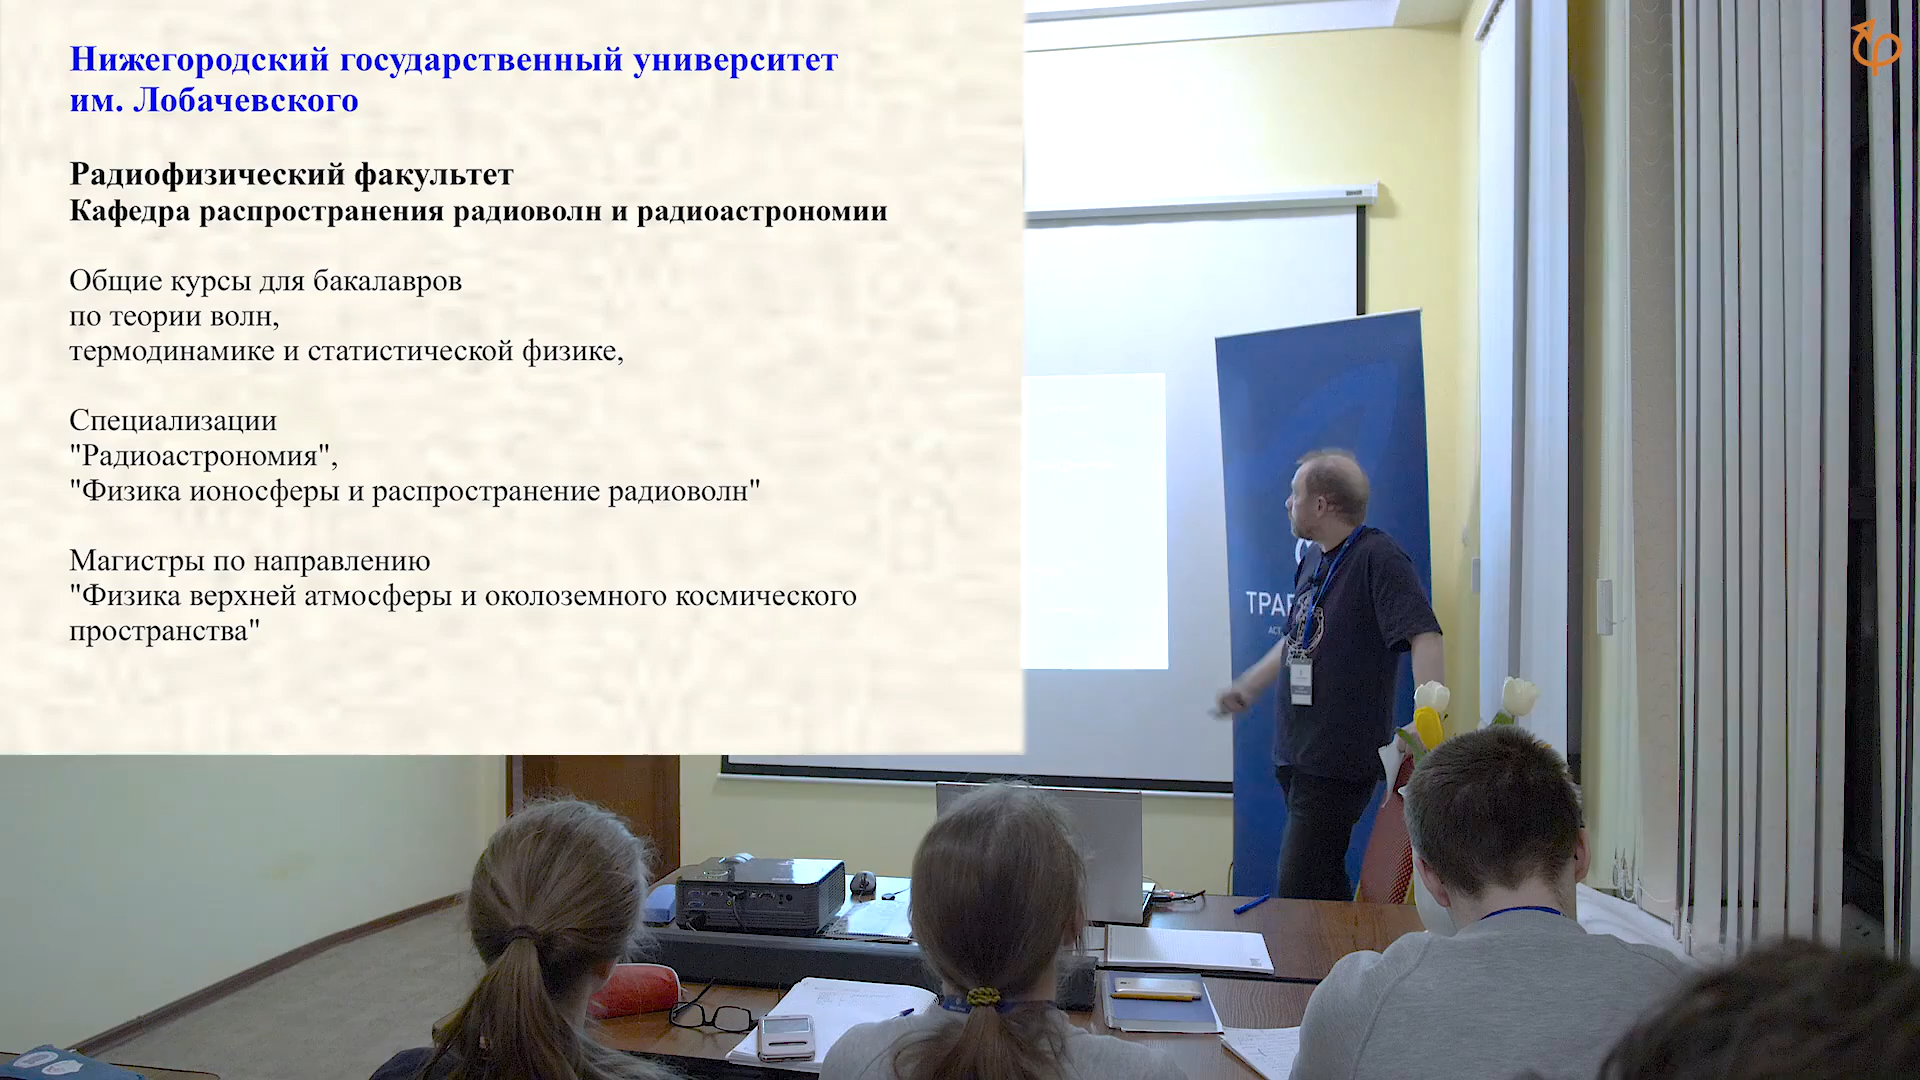 Нижегородский государственный университет
им. Лобачевского
Радиофизический факультет
Кафедра распространения радиоволн и радиоастрономии
Общие курсы для бакалавров
по теории волн,
термодинамике и статистической физике,
Специализации
"Радиоастрономия",
"Физика ионосферы и распространение радиоволн"
Магистры по направлению
"Физика верхней атмосферы и околоземного космического
пространства"